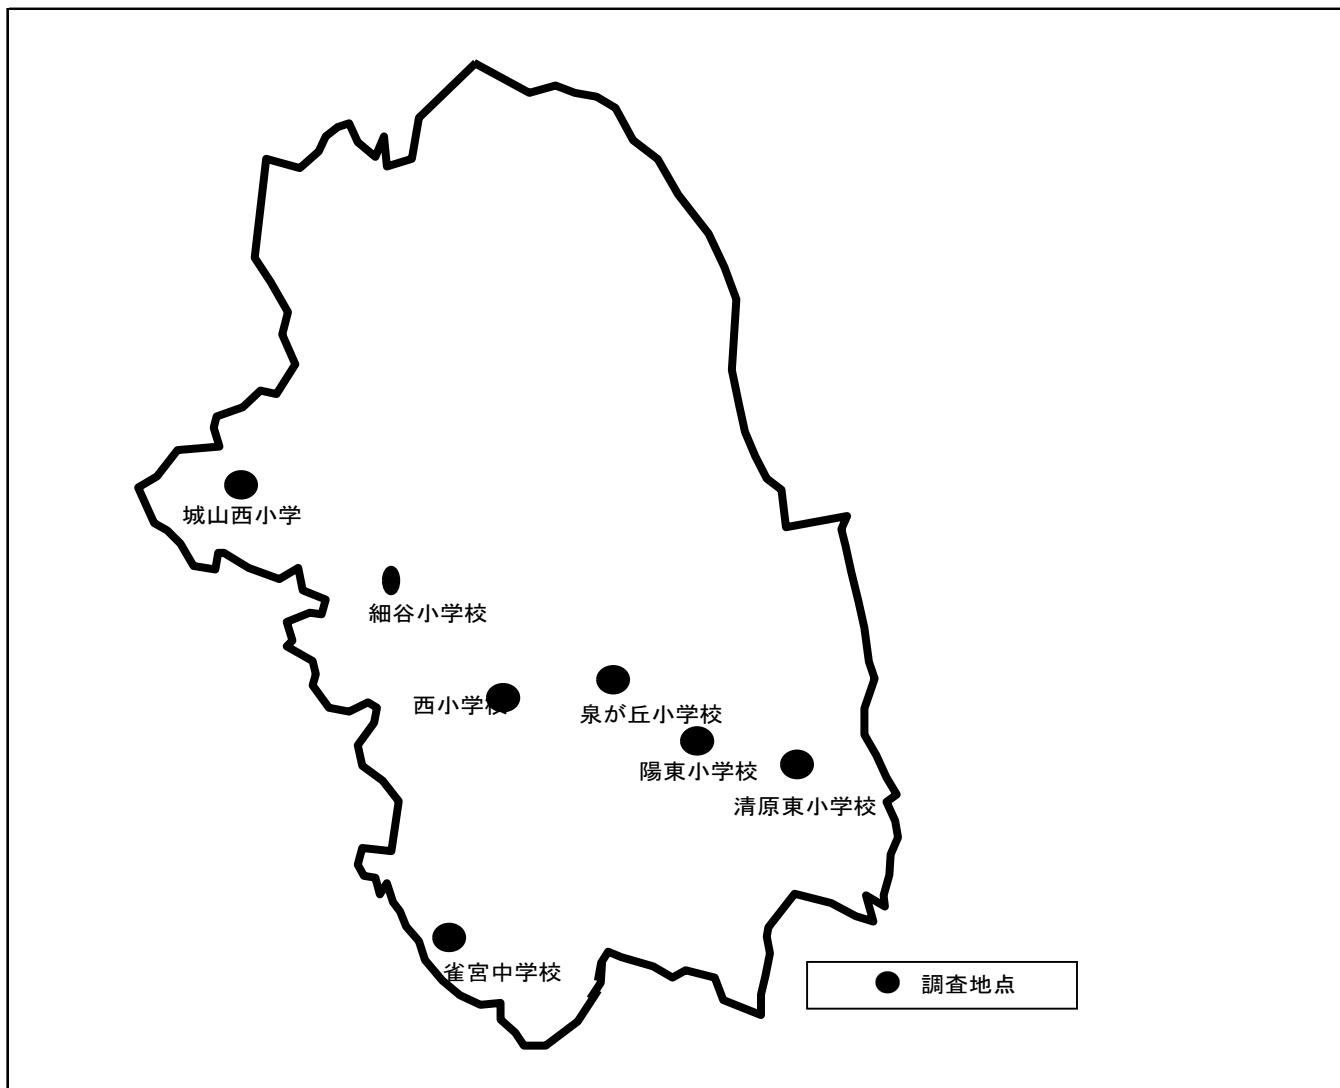 城山西小学
細谷小学校
西小学校
泉が丘小学校
陽東小学校
清原東小学校
雀宮中学校
調査地点